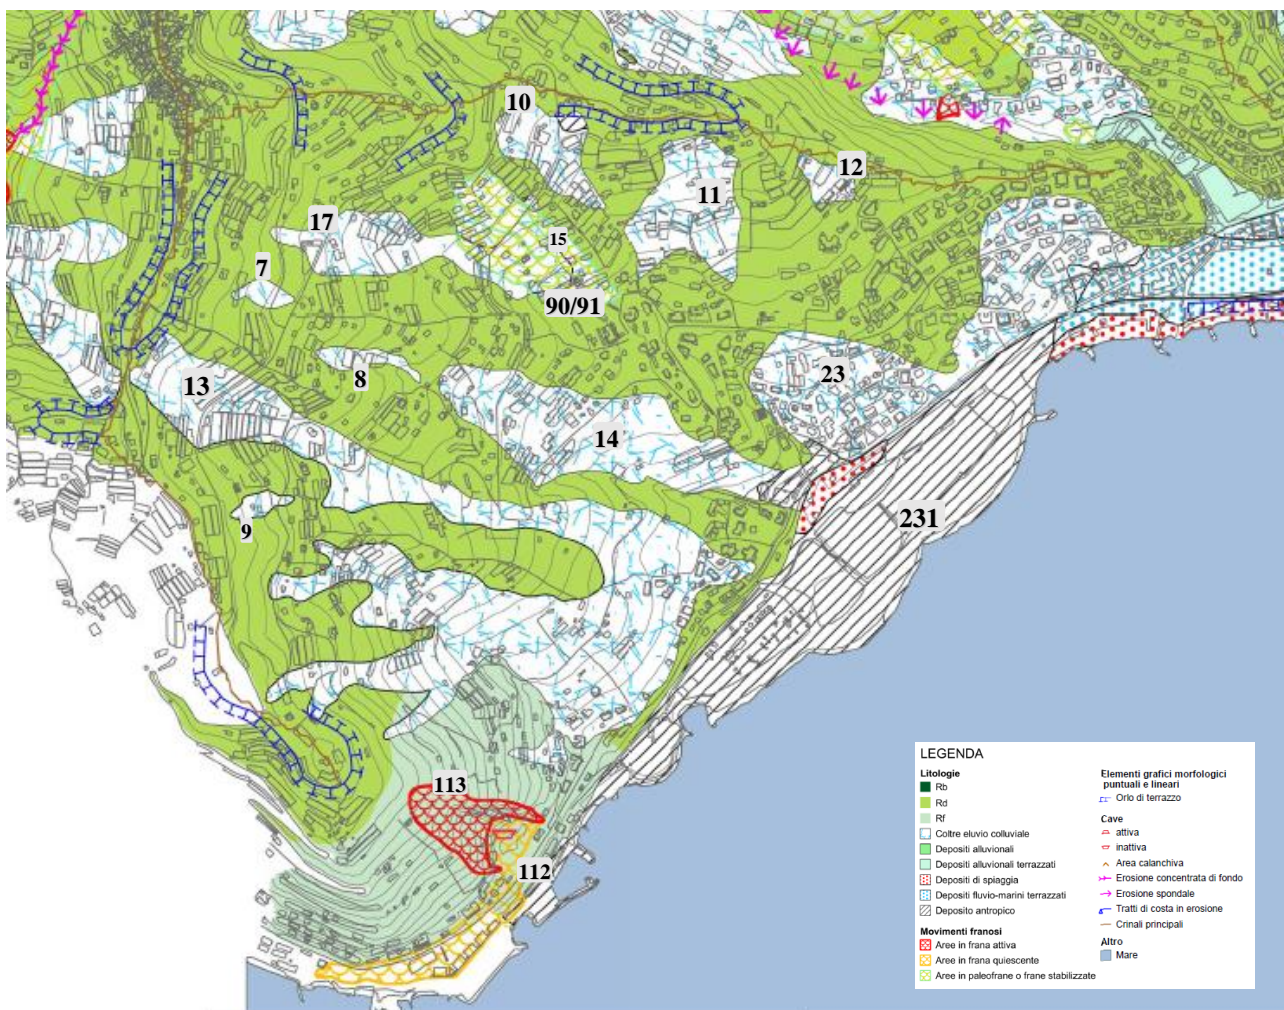 10
12
11
17
15
7
90/91
8
23
13
14
9
231
113
112
LEGENDA
Litologie
Rb
Rd
Rf
Coltre eluvio colluviale
Depositi alluvionali
Depositi alluvionali terrazzati
Depositi di spiaggia
Depositi fluvio-marini terrazzati
Deposito antropico
Movimenti franosi
Aree in frana attiva
Aree in frana quiescente
Aree in paleofrane o frane stabilizzate
Elementi grafici morfologici
puntuali e lineari
Orlo di terrazzo
Cave
attiva
inattiva
Area calanchiva
Erosione concentrata di fondo
Erosione spondale
Tratti di costa in erosione
Crinali principali
Altro
Mare